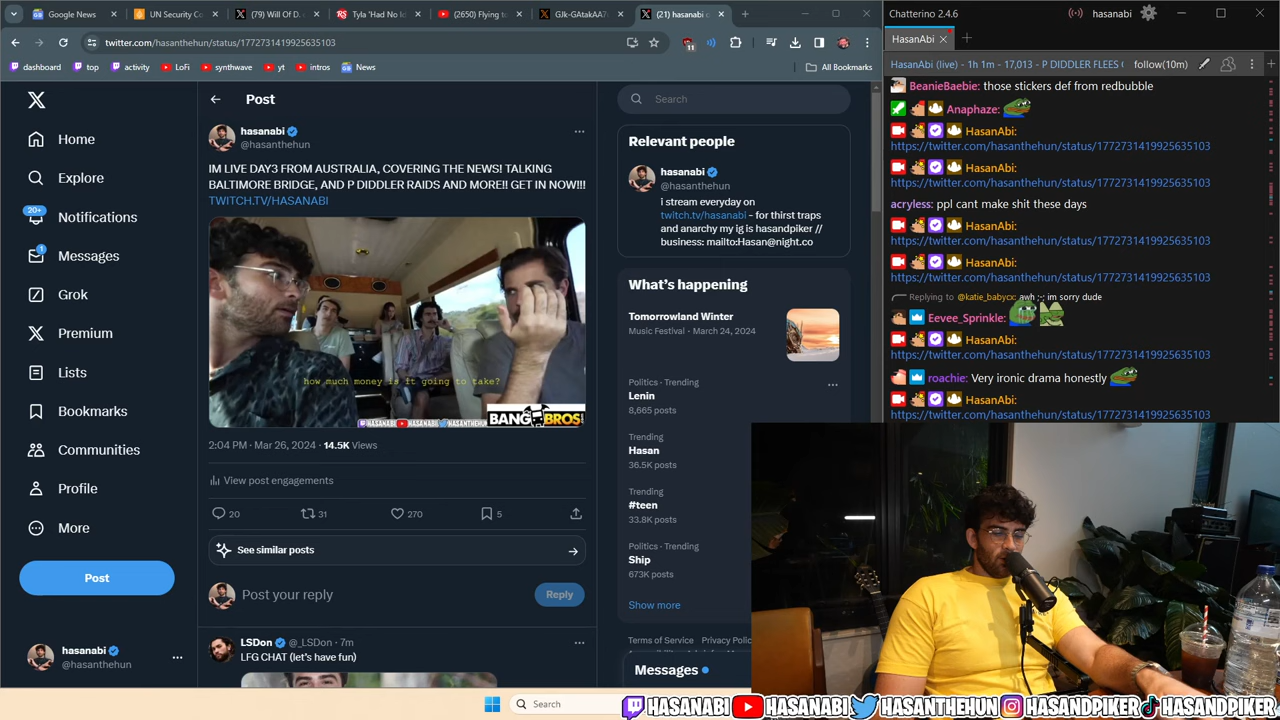 Google News
UN Security Co
(79) Will Of D.
Tyla 'Had No Id
(2650) Flying to
GJk-GAtakAA7
(21) hasanabi o
twitter.com/hasanthehun/status/1772731419925635103
11
dashboard
top
activity
LoFi
synthwave
yt
intros
News
All Bookmarks
Home
Explore
20+
Notifications
1
Messages
Grok
Premium
Lists
Bookmarks
Communities
Profile
More
Post
hasanabi
@hasanthehun
Post
hasanabi
@hasanthehun
IM LIVE DAY3 FROM AUSTRALIA, COVERING THE NEWS! TALKING
BALTIMORE BRIDGE, AND P DIDDLER RAIDS AND MORE!! GET IN NOW!!!
TWITCH.TV/HASANABI
how much money is it going to take?
BANGBROS
HASANABI
HASANABI
HASANTHEHUN
HASANDPIKER
2:04 PM · Mar 26, 2024 · 14.5K Views
View post engagements
20
31
270
5
See similar posts
Post your reply
Reply
LSDon @_LSDon · 7m
LFG CHAT (let's have fun)
Search
Relevant people
hasanabi
@hasanthehun
i stream everyday on
twitch.tv/hasanabi - for thirst traps
and anarchy my ig is hasandpiker //
business: mailto:Hasan@night.co
What's happening
Tomorrowland Winter
Music Festival · March 24, 2024
Politics · Trending
Lenin
8,665 posts
Trending
Hasan
36.5K posts
Trending
#teen
33.8K posts
Politics · Trending
Ship
673K posts
Show more
Terms of Service Privacy Polic
Messages
Chatterino 2.4.6
hasanabi
HasanAbi
HasanAbi (live) - 1h 1m - 17,013 - P DIDDLER FLEES
follow(10m)
BeanieBaebie: those stickers def from redbubble
Anaphaze:
HasanAbi:
https://twitter.com/hasanthehun/status/1772731419925635103
HasanAbi:
https://twitter.com/hasanthehun/status/1772731419925635103
acryless: ppl cant make shit these days
HasanAbi:
https://twitter.com/hasanthehun/status/1772731419925635103
HasanAbi:
https://twitter.com/hasanthehun/status/1772731419925635103
Replying to @katie_babycx: awh ;-; im sorry dude
Eevee_Sprinkle:
HasanAbi:
https://twitter.com/hasanthehun/status/1772731419925635103
roachie: Very ironic drama honestly
HasanAbi:
https://twitter.com/hasanthehun/status/1772731419925635103
Search
HASANABI
HASANABI
HASANTHEHUN
HASANDPIKER
HASANDPIKER